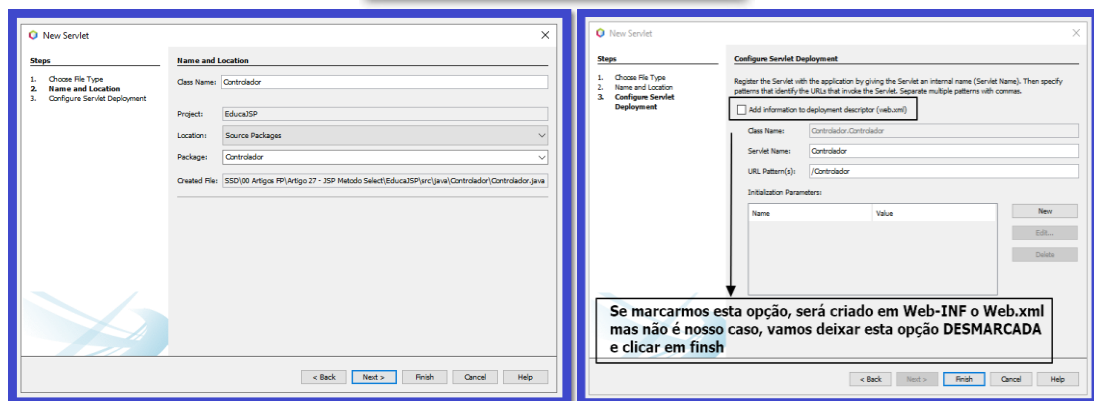 New Servlet
Steps
1. Choose File Type
2. Name and Location
3. Configure Servlet Deployment
Name and Location
Class Name: Controlador
Project: EducaJSP
Location: Source Packages
Package: Controlador
Created File: SSD\00 Artigos FP\Artigo 27 - JSP Metodo Select\EducaJSP\src\java\Controlador\Controlador.java
< Back Next > Finish Cancel Help
New Servlet
Steps
1. Choose File Type
2. Name and Location
3. Configure Servlet
Deployment
Configure Servlet Deployment
Register the Servlet with the application by giving the Servlet an internal name (Servlet Name). Then specify
patterns that identify the URLs that invoke the Servlet. Separate multiple patterns with commas.
Add information to deployment descriptor (web.xml)
Class Name: Controlador.Controlador
Servlet Name: Controlador
URL Pattern(s): /Controlador
Initialization Parameters:
Name Value
New
Edit...
Delete
Se marcarmos esta opção, será criado em Web-INF o Web.xml
mas não é nosso caso, vamos deixar esta opção DESMARCADA
e clicar em finsh
< Back Next > Finish Cancel Help